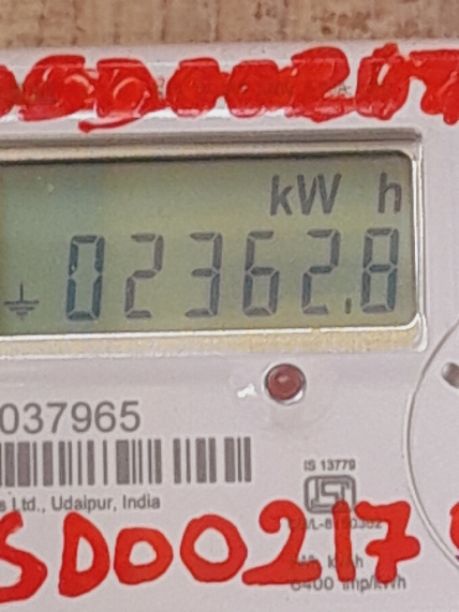 kW h
02362.8
037965
IS 13779
s Ltd., Udaipur, India
SD00217
6400 imp/kWh